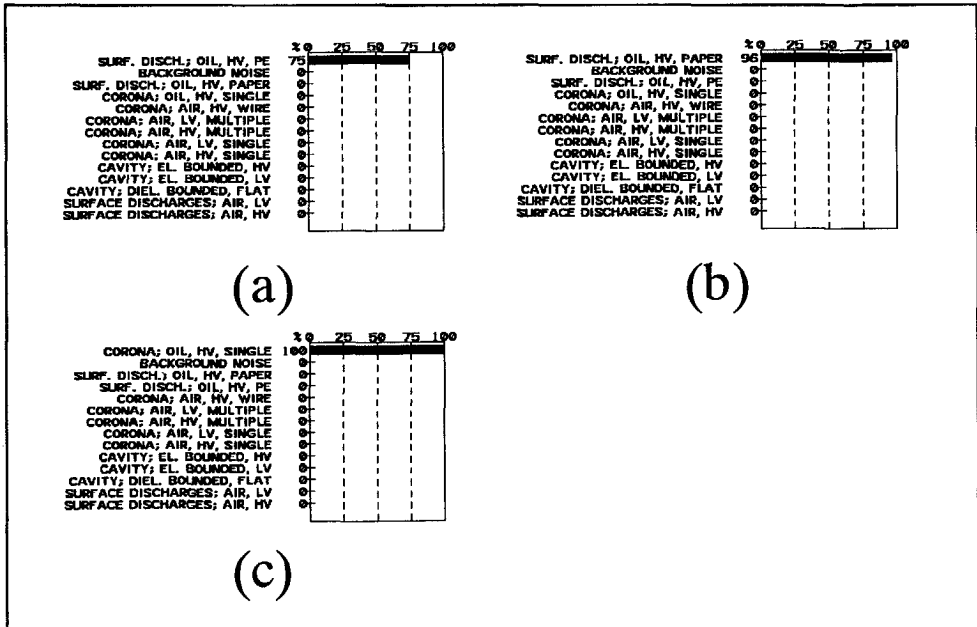 % 0 25 50 75 100
SURF. DISCH.; OIL, HV, PE 75
BACKGROUND NOISE 0
SURF. DISCH.; OIL, HV, PAPER 0
CORONA; OIL, HV, SINGLE 0
CORONA; AIR, HV, WIRE 0
CORONA; AIR, LV, MULTIPLE 0
CORONA; AIR, HV, MULTIPLE 0
CORONA; AIR, LV, SINGLE 0
CORONA; AIR, HV, SINGLE 0
CAVITY; EL. BOUNDED, HV 0
CAVITY; EL. BOUNDED, LV 0
CAVITY; DIEL. BOUNDED, FLAT 0
SURFACE DISCHARGES; AIR, LV 0
SURFACE DISCHARGES; AIR, HV 0
(a)
% 0 25 50 75 100
SURF. DISCH.; OIL, HV, PAPER 96
BACKGROUND NOISE 0
SURF. DISCH.; OIL, HV, PE 0
CORONA; OIL, HV, SINGLE 0
CORONA; AIR, HV, WIRE 0
CORONA; AIR, LV, MULTIPLE 0
CORONA; AIR, HV, MULTIPLE 0
CORONA; AIR, LV, SINGLE 0
CORONA; AIR, HV, SINGLE 0
CAVITY; EL. BOUNDED, HV 0
CAVITY; EL. BOUNDED, LV 0
CAVITY; DIEL. BOUNDED, FLAT 0
SURFACE DISCHARGES; AIR, LV 0
SURFACE DISCHARGES; AIR, HV 0
(b)
% 0 25 50 75 100
CORONA; OIL, HV, SINGLE 100
BACKGROUND NOISE 0
SURF. DISCH.; OIL, HV, PAPER 0
SURF. DISCH.; OIL, HV, PE 0
CORONA; AIR, HV, WIRE 0
CORONA; AIR, LV, MULTIPLE 0
CORONA; AIR, HV, MULTIPLE 0
CORONA; AIR, LV, SINGLE 0
CORONA; AIR, HV, SINGLE 0
CAVITY; EL. BOUNDED, HV 0
CAVITY; EL. BOUNDED, LV 0
CAVITY; DIEL. BOUNDED, FLAT 0
SURFACE DISCHARGES; AIR, LV 0
SURFACE DISCHARGES; AIR, HV 0
(c)